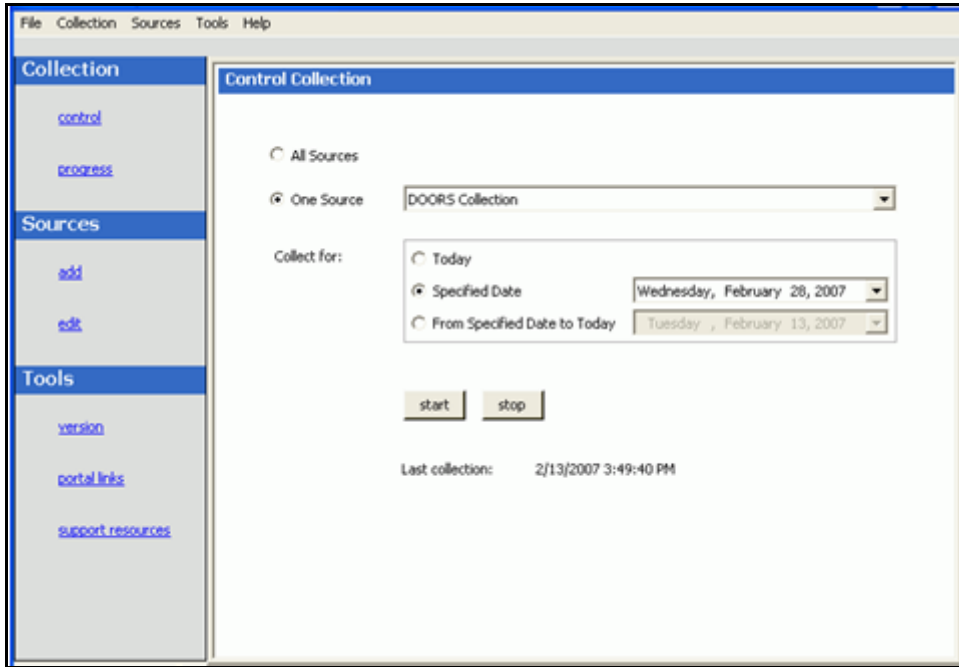 File Collection Sources Tools Help
Collection
control
progress
Sources
add
edit
Tools
version
portal links
support resources
Control Collection
All Sources
One Source DOORS Collection
Collect for:
Today
Specified Date Wednesday, February 28, 2007
From Specified Date to Today Tuesday , February 13, 2007
start stop
Last collection: 2/13/2007 3:49:40 PM